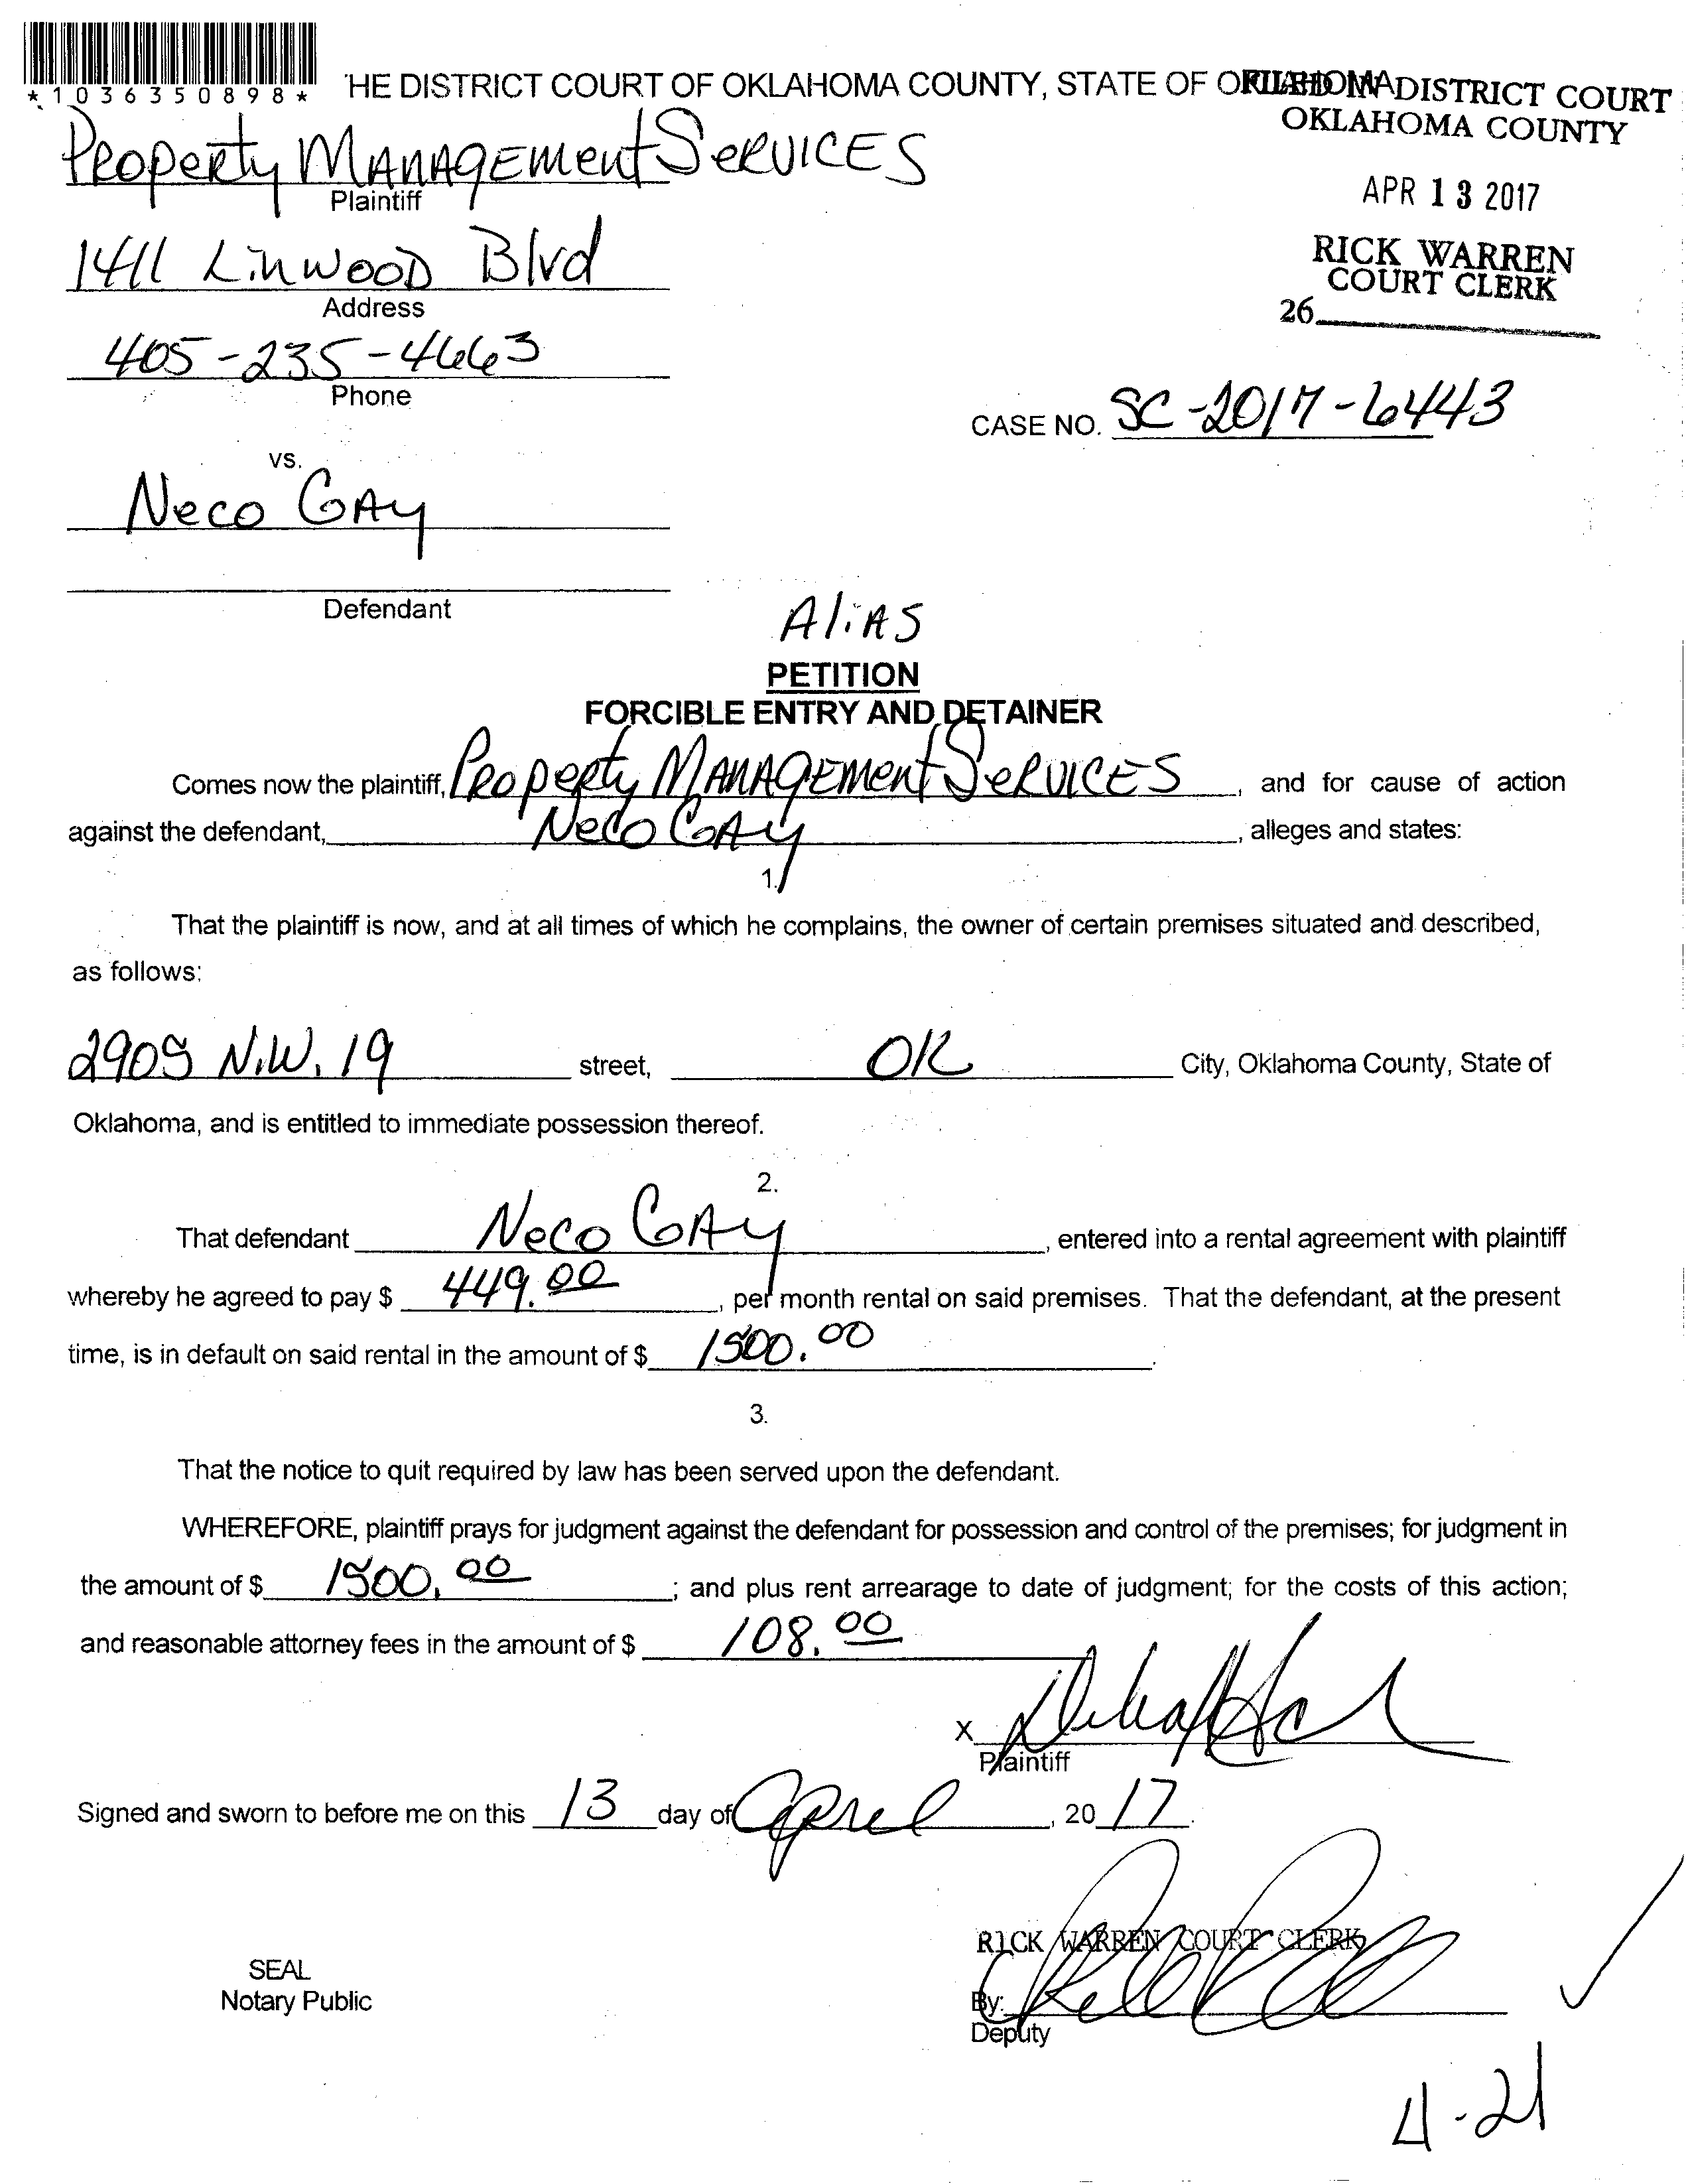 *1036350898*
HE DISTRICT COURT OF OKLAHOMA COUNTY, STATE OF OKLAHOMA
FILED IN DISTRICT COURT
OKLAHOMA COUNTY
Property Management Services
Plaintiff
APR 13 2017
1411 Linwood Blvd
Address
RICK WARREN
COURT CLERK
26
405-235-4663
Phone
CASE NO. SC-2017-6443
VS.
Neco Gay
Defendant
Alias
PETITION
FORCIBLE ENTRY AND DETAINER
Comes now the plaintiff, Property Management Services, and for cause of action
against the defendant, Neco Gay, alleges and states:
1.
That the plaintiff is now, and at all times of which he complains, the owner of certain premises situated and described,
as follows:
2909 N.W. 19 street, OK City, Oklahoma County, State of
Oklahoma, and is entitled to immediate possession thereof.
2.
That defendant Neco Gay, entered into a rental agreement with plaintiff
whereby he agreed to pay $ 449.00, per month rental on said premises. That the defendant, at the present
time, is in default on said rental in the amount of $ 1500.00.
3.
That the notice to quit required by law has been served upon the defendant.
WHEREFORE, plaintiff prays for judgment against the defendant for possession and control of the premises; for judgment in
the amount of $ 1500.00; and plus rent arrearage to date of judgment; for the costs of this action;
and reasonable attorney fees in the amount of $ 108.00
X
Plaintiff
Signed and sworn to before me on this 13 day of April, 20 17.
RICK WARREN COURT CLERK
SEAL
Notary Public
By:
Deputy
4-21